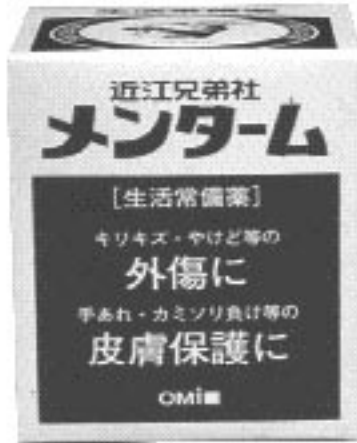 近江兄弟社
メンターム
[生活常備薬]
キリキズ・やけど等の
外傷に
手あれ・カミソリ負け等の
皮膚保護に
OMI